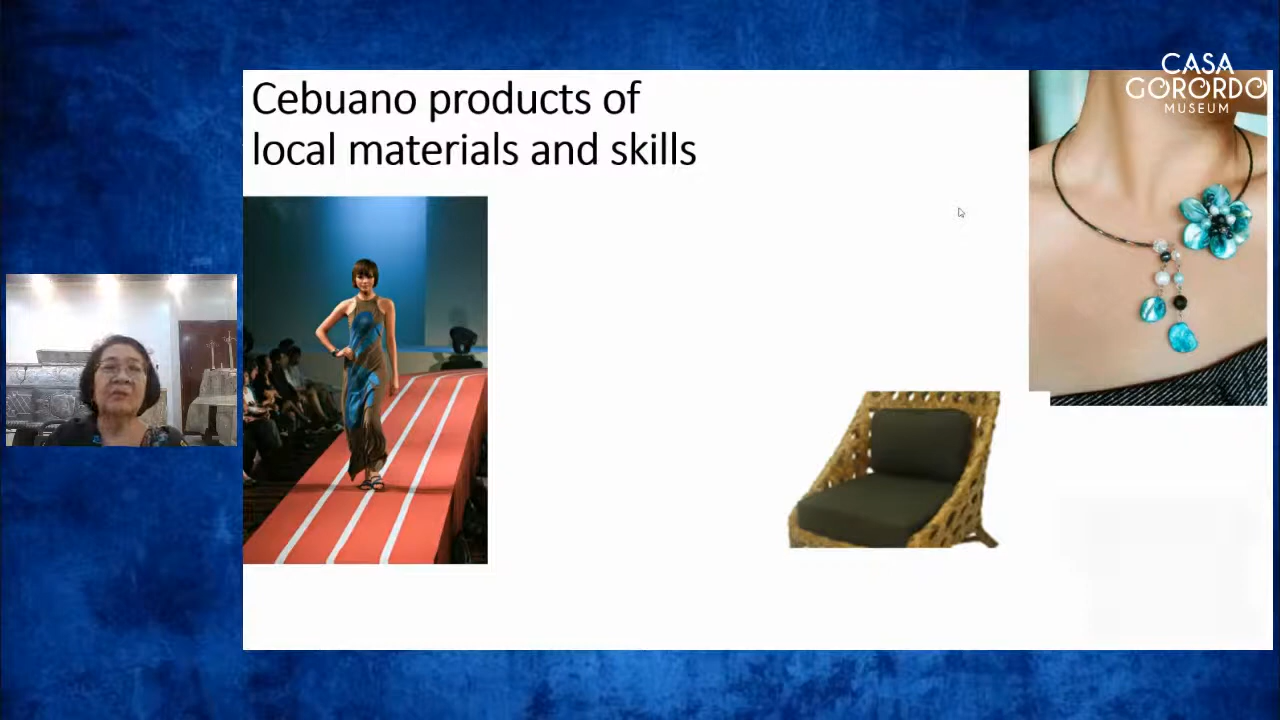 Cebuano products of
local materials and skills
CASA
GORORDO
MUSEUM